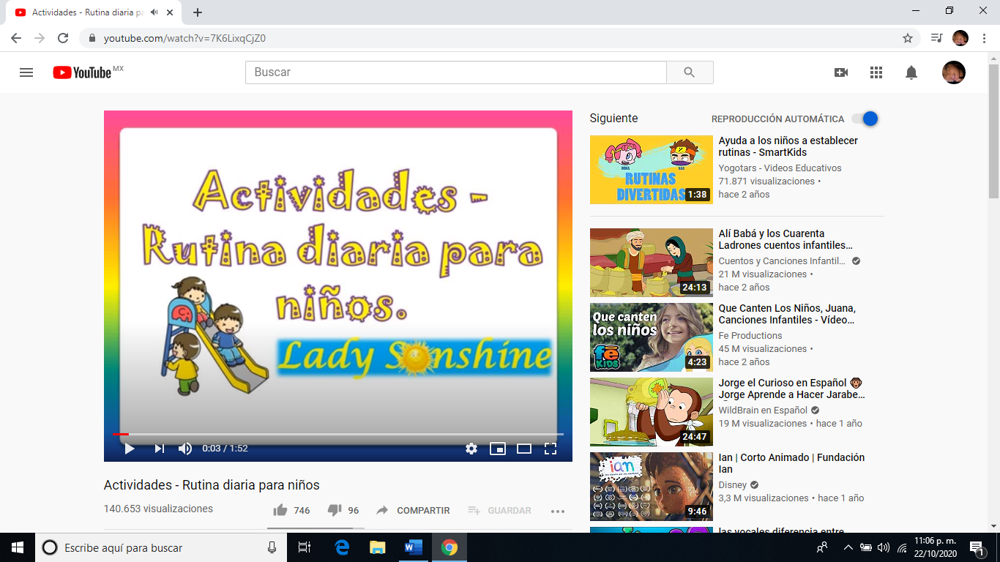 Actividades - Rutina diaria pa
youtube.com/watch?v=7K6LixqCjZ0
YouTube MX
Buscar
Actividades -
Rutina diaria para
niños.
Lady Sunshine
0:03 / 1:52
Actividades - Rutina diaria para niños
140.653 visualizaciones
746
96
COMPARTIR
GUARDAR
Siguiente
REPRODUCCIÓN AUTOMÁTICA
RUTINAS
DIVERTIDAS
1:38
Ayuda a los niños a establecer
rutinas - SmartKids
Yogotars - Videos Educativos
71.871 visualizaciones •
hace 2 años
24:13
Alí Babá y los Cuarenta
Ladrones cuentos infantiles...
Cuentos y Canciones Infantil...
21 M visualizaciones •
hace 2 años
Que canten
los niños
fe
KIDS
4:23
Que Canten Los Niños, Juana,
Canciones Infantiles - Vídeo...
Fe Productions
45 M visualizaciones •
hace 2 años
24:47
Jorge el Curioso en Español 🐵
Jorge Aprende a Hacer Jarabe...
WildBrain en Español
19 M visualizaciones • hace 1 año
ian
9:46
Ian | Corto Animado | Fundación
Ian
Disney
3,3 M visualizaciones • hace 1 año
las vocales diferencia entre
Escribe aquí para buscar
11:06 p. m.
22/10/2020
1